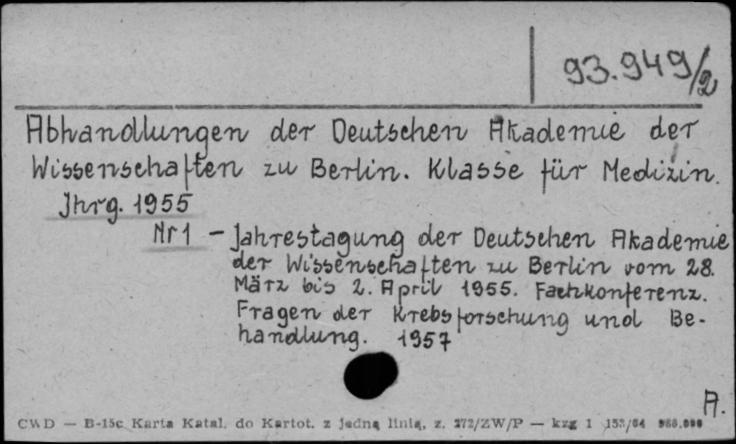 93.949/2
Abhandlungen der Deutschen Akademie der
Wissenschaften zu Berlin. Klasse für Medizin.
Jhrg. 1955
Nr 1 – Jahrestagung der Deutschen Akademie
der Wissenschaften zu Berlin vom 28.
März bis 2. April 1955. Fachkonferenz.
Fragen der Krebsforschung und Be-
handlung. 1957
A.
CWD — B-15c Karta Katal. do Kartot. z jedną linią, z. 272/ZW/P — kzg 1 153/64